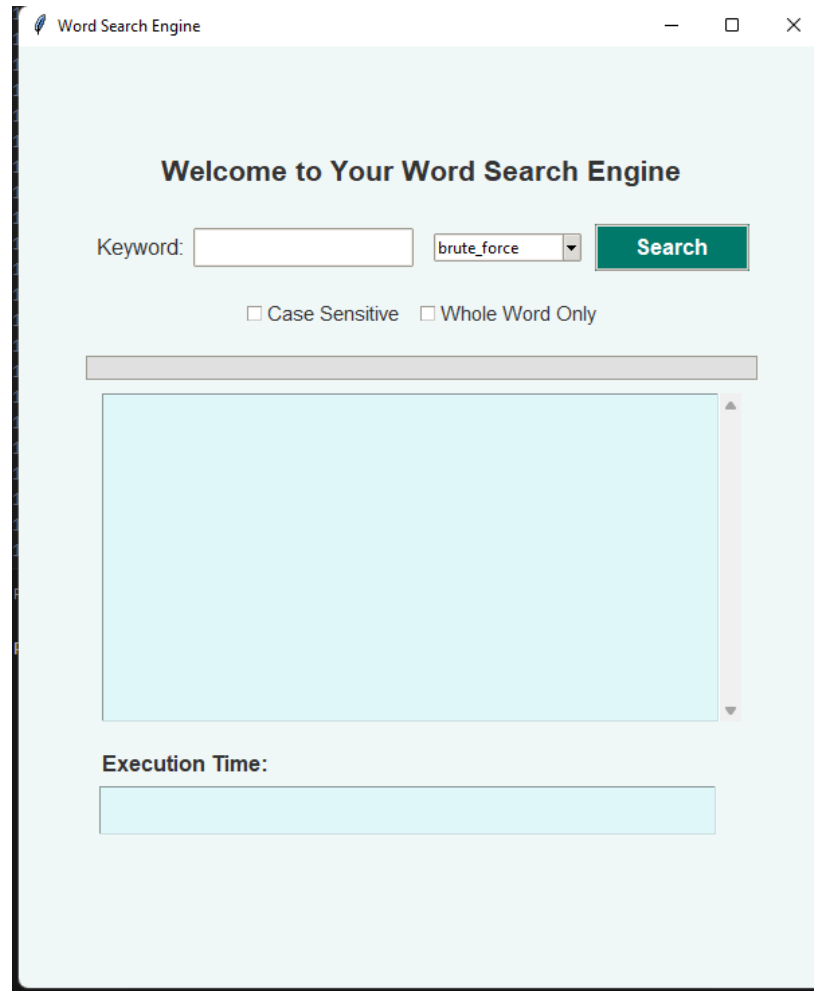 Word Search Engine
Welcome to Your Word Search Engine
Keyword: brute_force Search
Case Sensitive Whole Word Only
Execution Time: